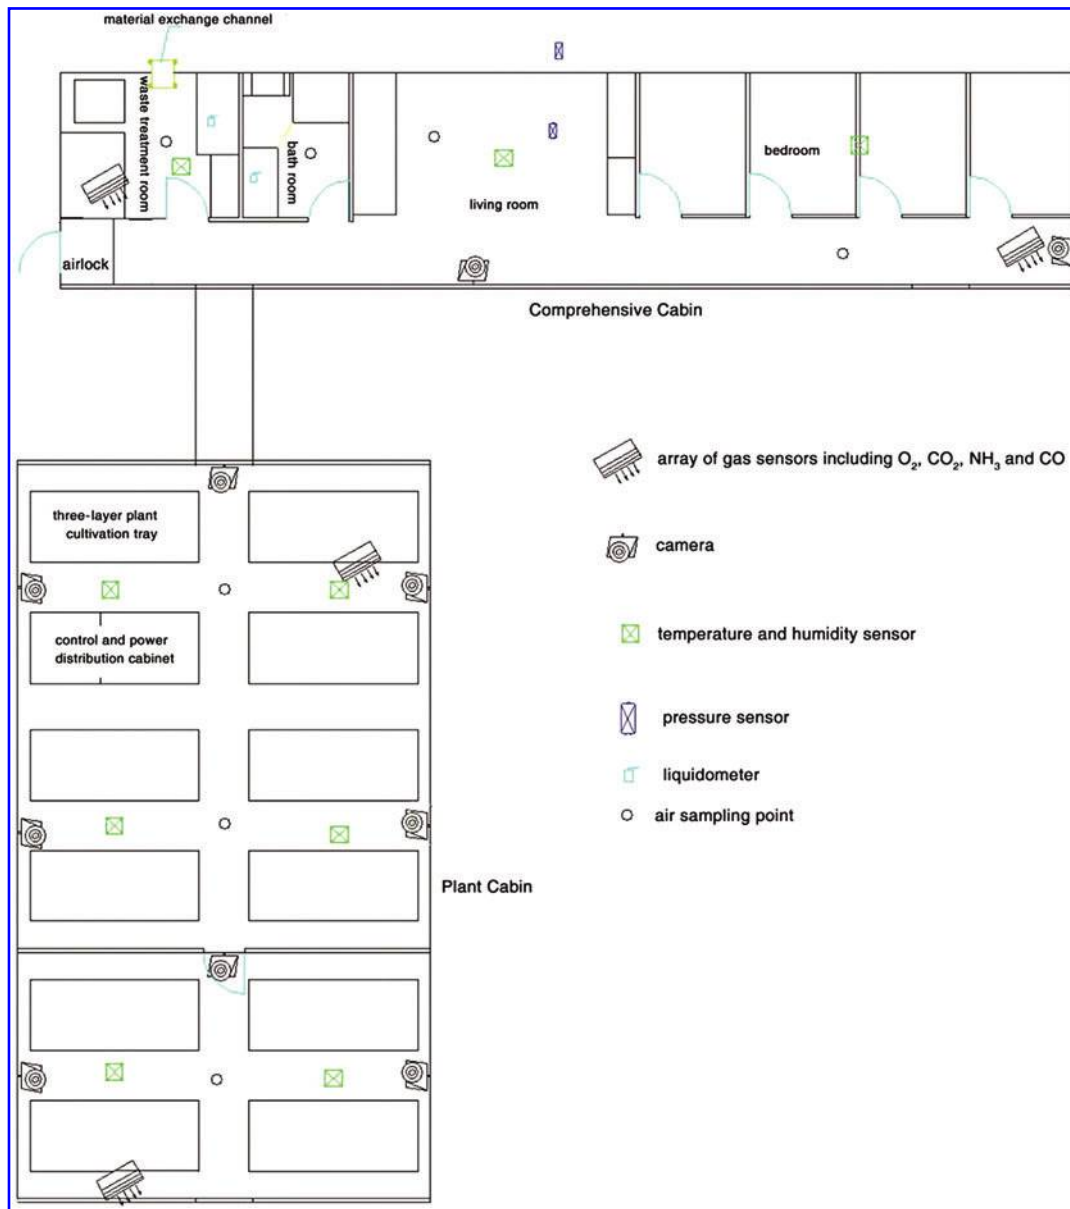 material exchange channel
waste treatment room
bath room
living room
bedroom
airlock
Comprehensive Cabin
array of gas sensors including O₂, CO₂, NH₃ and CO
three-layer plant
cultivation tray
camera
control and power
distribution cabinet
temperature and humidity sensor
pressure sensor
liquidometer
air sampling point
Plant Cabin